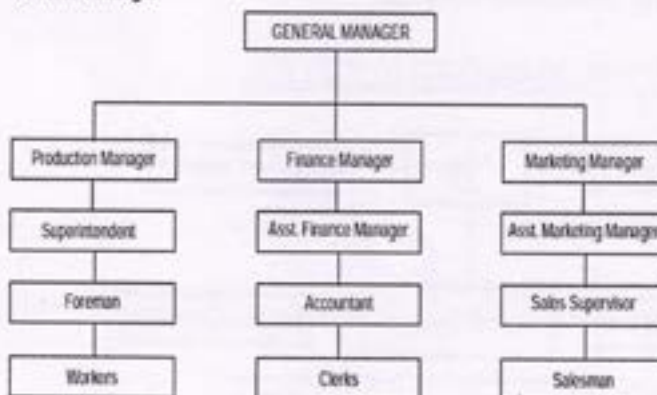 GENERAL MANAGER
Production Manager
Finance Manager
Marketing Manager
Superintendent
Asst. Finance Manager
Asst. Marketing Manager
Foreman
Accountant
Sales Supervisor
Workers
Clerks
Salesman